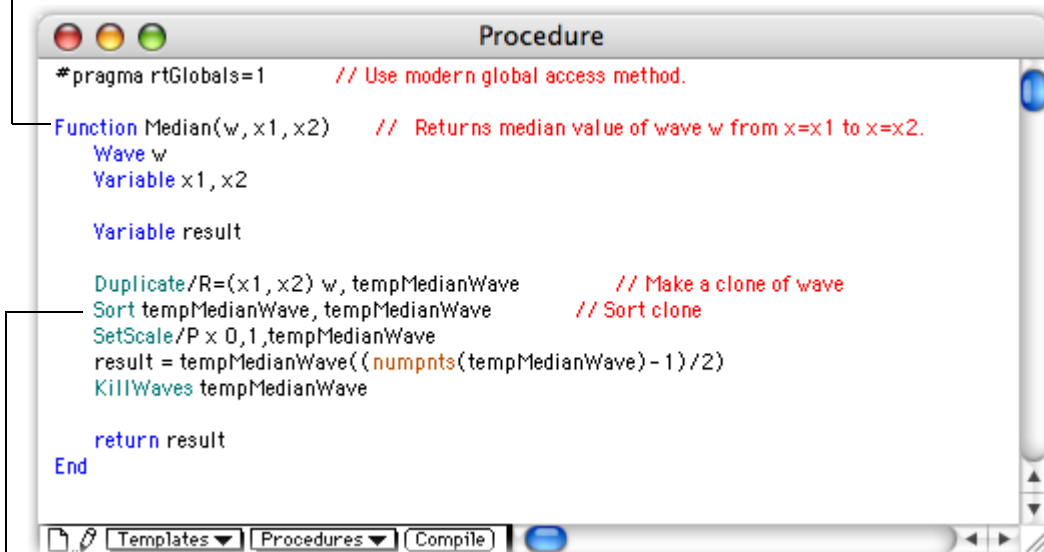 Procedure
#pragma rtGlobals=1 // Use modern global access method.
Function Median(w, x1, x2) // Returns median value of wave w from x=x1 to x=x2.
Wave w
Variable x1, x2
Variable result
Duplicate/R=(x1, x2) w, tempMedianWave // Make a clone of wave
Sort tempMedianWave, tempMedianWave // Sort clone
SetScale/P x 0,1,tempMedianWave
result = tempMedianWave((numpnts(tempMedianWave)-1)/2)
KillWaves tempMedianWave
return result
End
Templates Procedures Compile